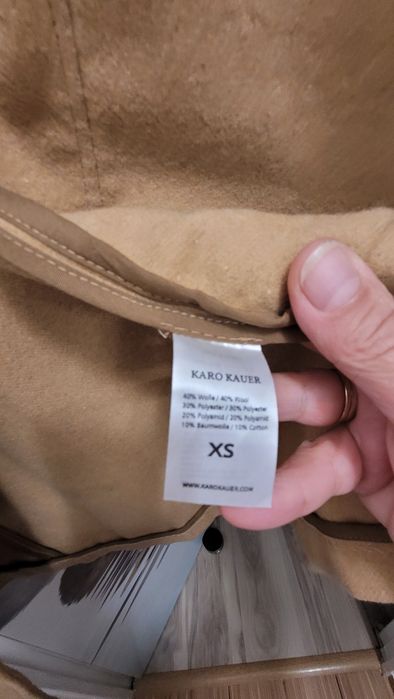 KARO KAUER
40% Wolle / 40% Wool
30% Polyester / 30% Polyester
20% Polyamid / 20% Polyamid
10% Baumwolle / 10% Cotton
XS
WWW.KAROKAUER.COM